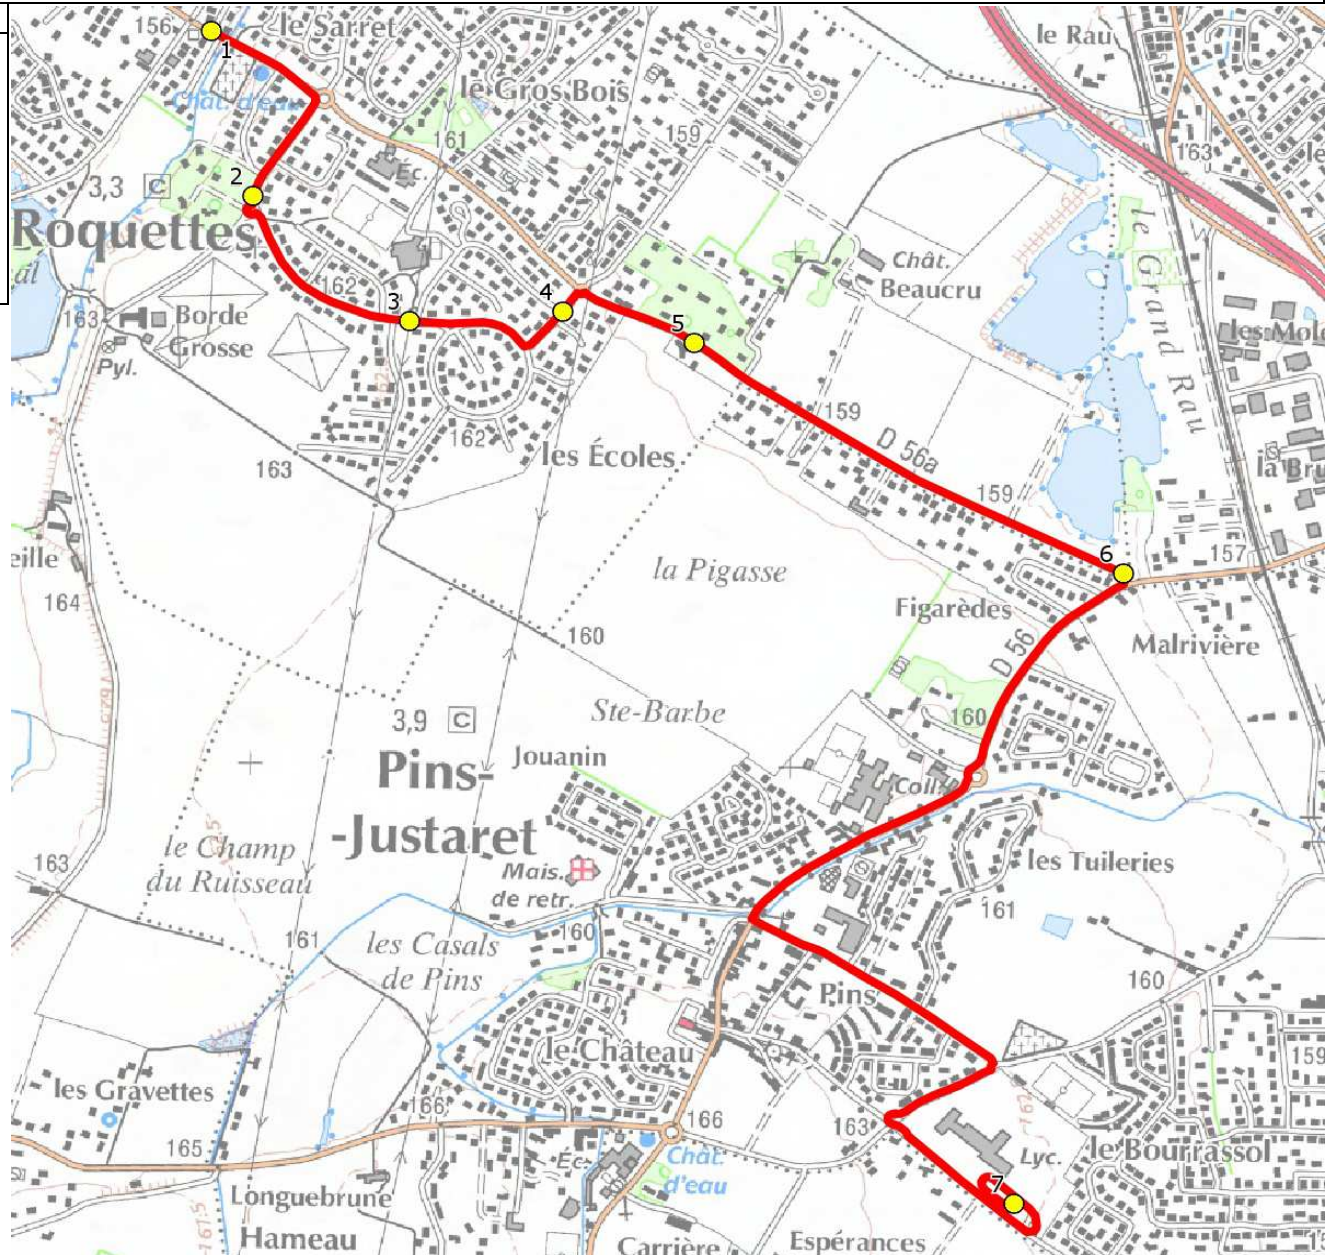 156
le Sarret
le Rau
1
Chât. d'eau
le Gros Bois
161
159
163
Éc.
3,3 C
2
Roquettes
le Grand Rau
162
3
4
5
Chât.
Beaucru
163
Borde
Grosse
Pyl.
159
D 56a
162
163
les Écoles
159
6
157
la Pigasse
Figarèdes
164
160
D 56
Malrivière
Ste-Barbe
160
3,9 C
Jouanin
Pins-
-Justaret
Coll.
le Champ
du Ruisseau
163
Mais.
de retr.
les Tuileries
161
160
161
les Casals
de Pins
Pins
160
le Château
159
les Gravettes
166
166
163
162
165
Éc.
Chât.
d'eau
Lyc.
le Bourrassol
7
Longuebrune
Hameau
167.5
Carrière
Espérances